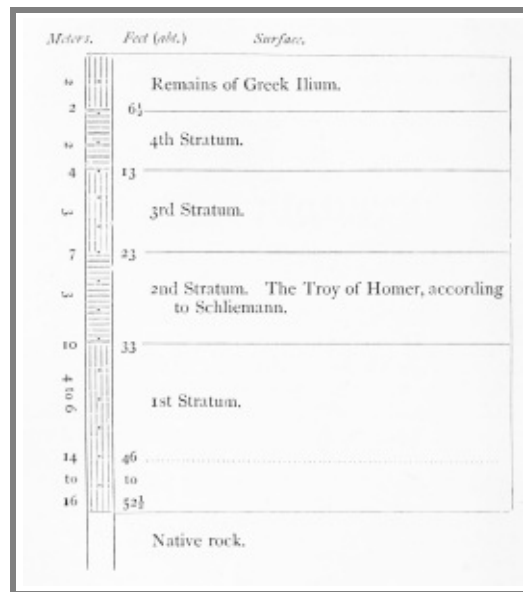 Meters. Feet (abt.) Surface.
2 Remains of Greek Ilium.
2 6½
2 4th Stratum.
4 13
3 3rd Stratum.
7 23
3 2nd Stratum. The Troy of Homer, according
to Schliemann.
10 33
4 to 6 1st Stratum.
14 46
to to
16 52½
Native rock.